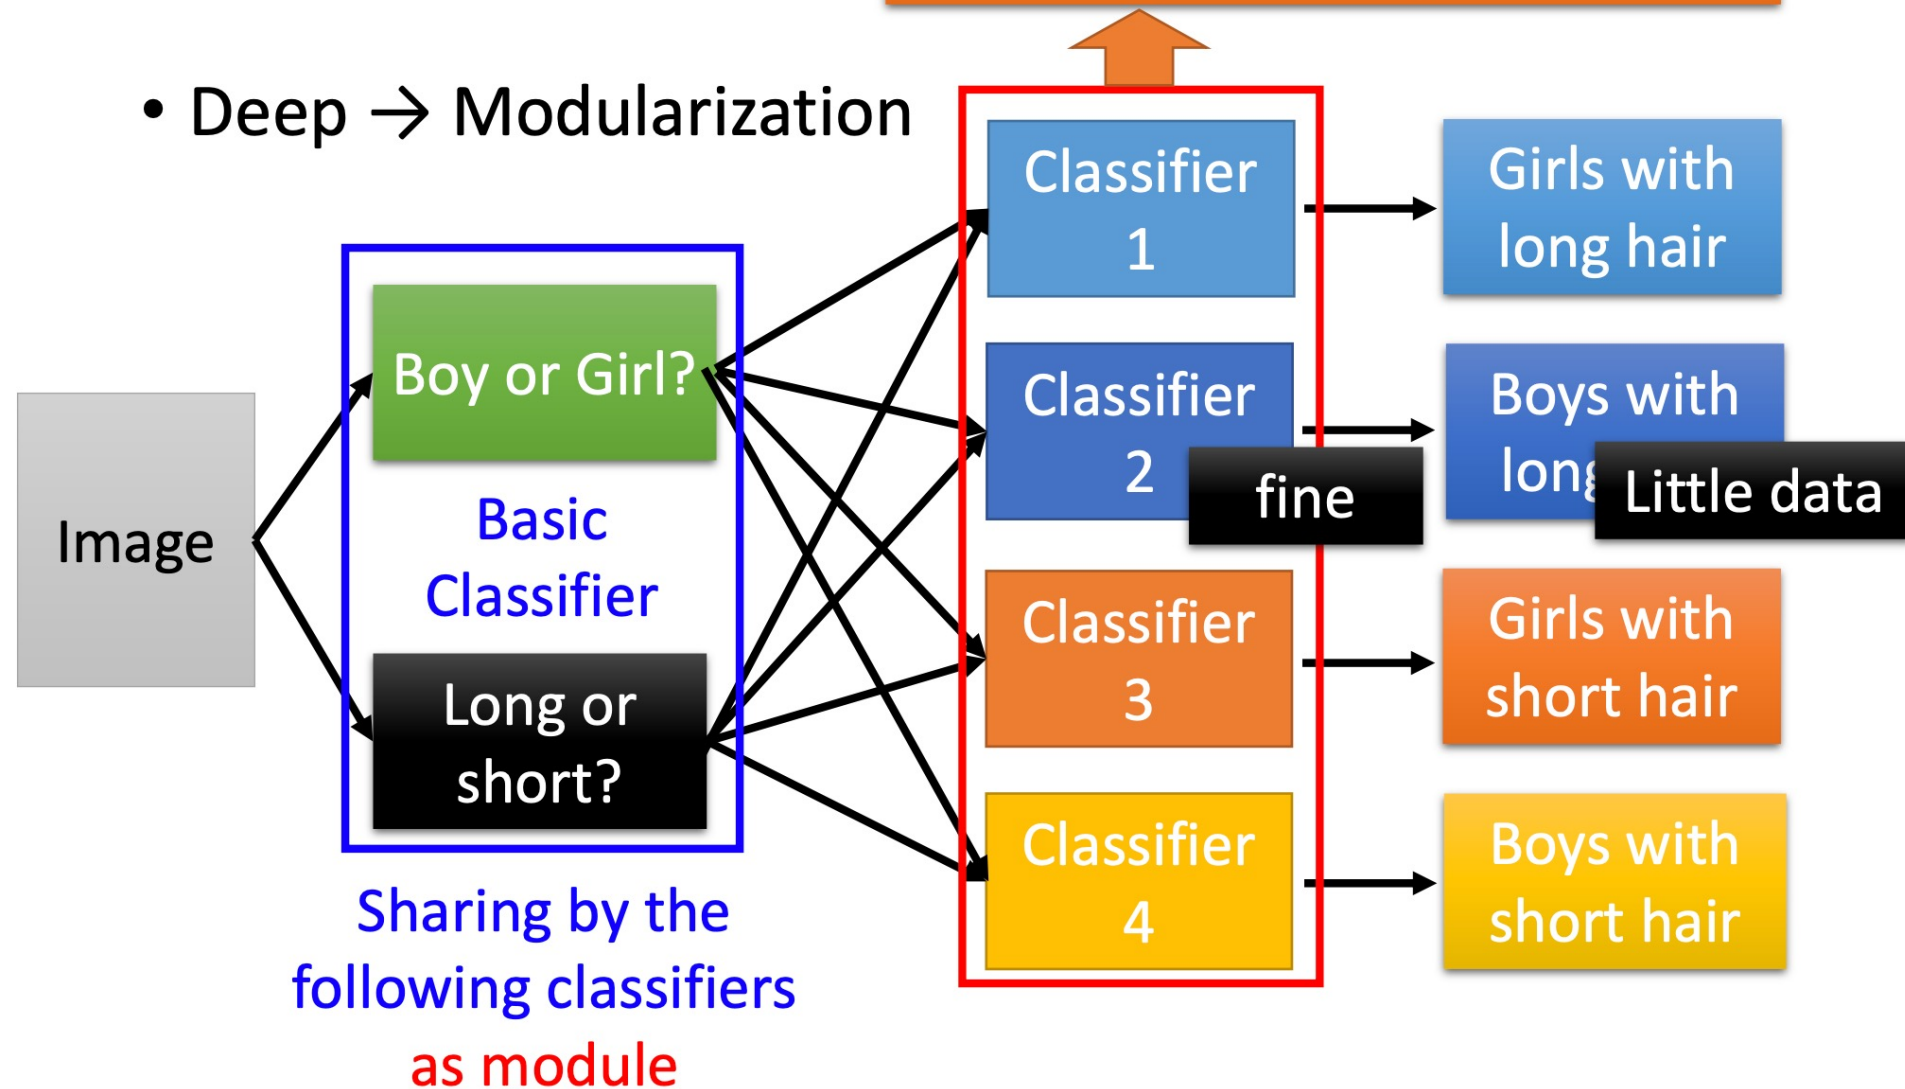 • Deep → Modularization
Image
Boy or Girl?
Basic
Classifier
Long or
short?
Sharing by the
following classifiers
as module
Classifier
1
Girls with
long hair
Classifier
2
fine
Boys with
Little data
Classifier
3
Girls with
short hair
Classifier
4
Boys with
short hair